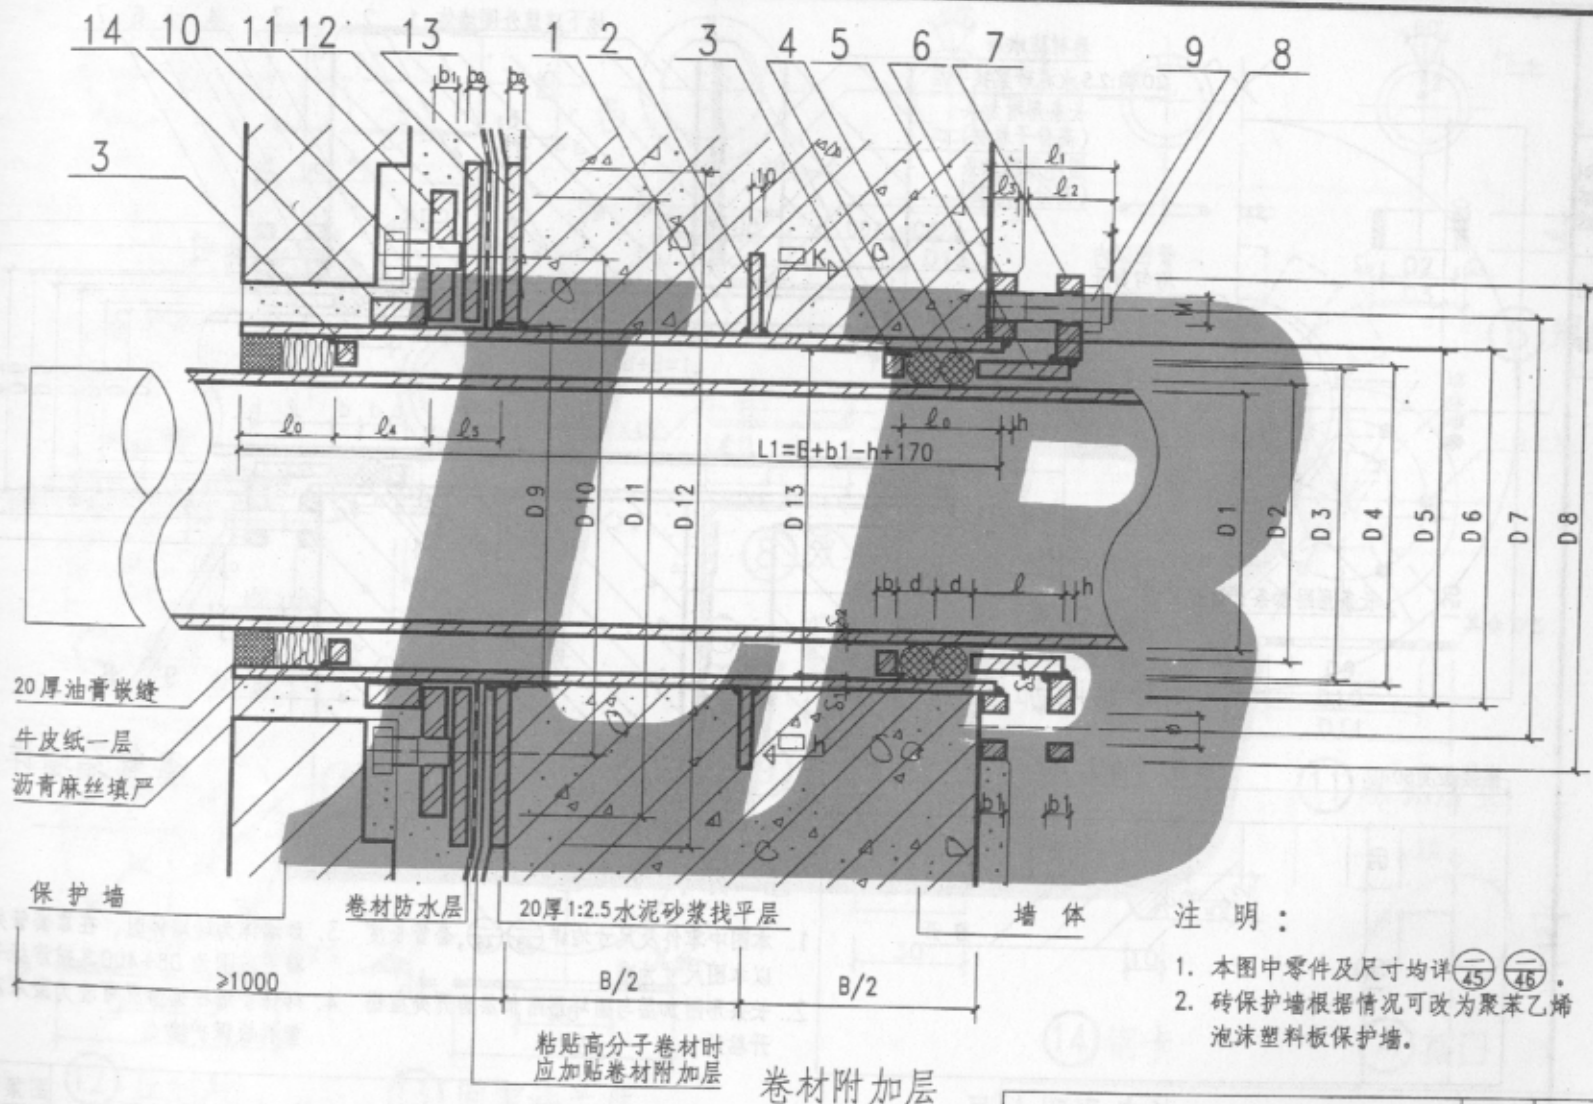 14 10 11 12 13 1 2 3 4 5 6 7 9 8
3
b1 b2 b3
10
K
l1
l3 l2
M
l0 l4 l5
l0 h
L1=B+b1-h+170
D9 D10 D11 D12 D13 D1 D2 D3 D4 D5 D6 D7 D8
b d d l h
h
b1 b1
20厚油膏嵌缝
牛皮纸一层
沥青麻丝填严
保护墙
卷材防水层
20厚1:2.5水泥砂浆找平层
墙体
≥1000 B/2 B/2
粘贴高分子卷材时
应加贴卷材附加层
卷材附加层
注明：
1. 本图中零件及尺寸均详 一/45 一/46 .
2. 砖保护墙根据情况可改为聚苯乙烯
泡沫塑料板保护墙。